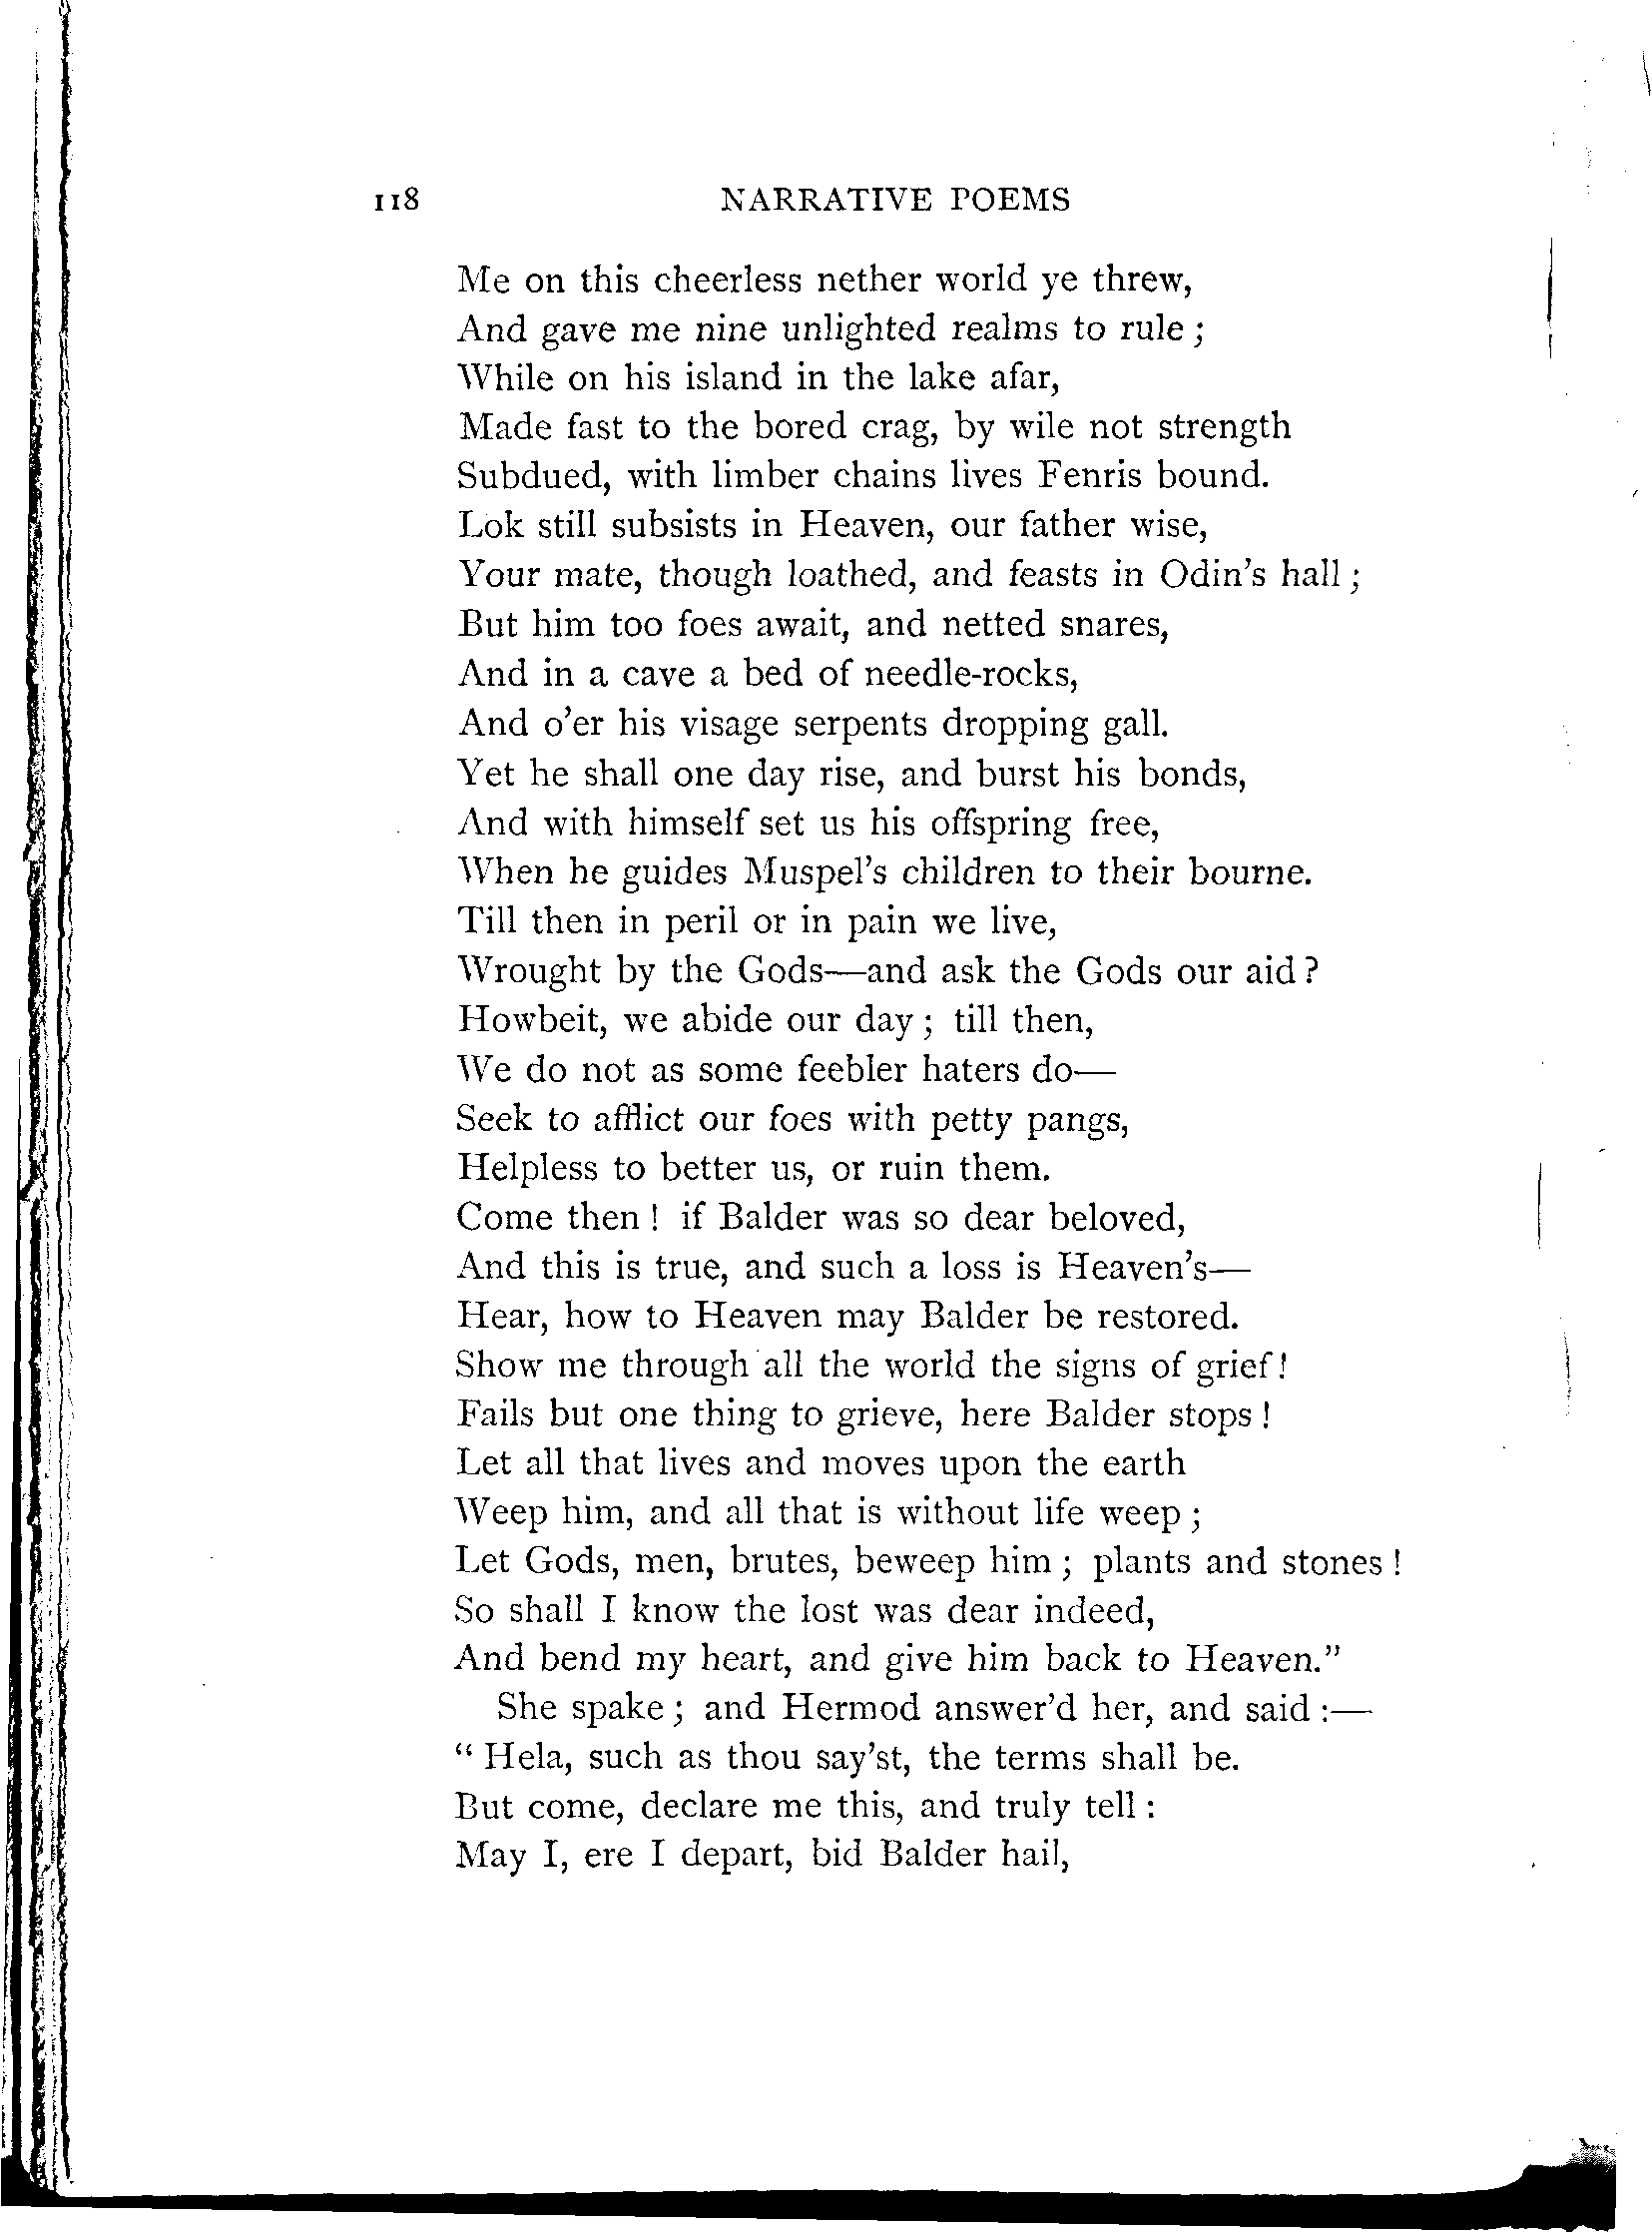 118 NARRATIVE POEMS
Me on this cheerless nether world ye threw,
And gave me nine unlighted realms to rule ;
While on his island in the lake afar,
Made fast to the bored crag, by wile not strength
Subdued, with limber chains lives Fenris bound.
Lok still subsists in Heaven, our father wise,
Your mate, though loathed, and feasts in Odin's hall ;
But him too foes await, and netted snares,
And in a cave a bed of needle-rocks,
And o'er his visage serpents dropping gall.
Yet he shall one day rise, and burst his bonds,
And with himself set us his offspring free,
When he guides Muspel's children to their bourne.
Till then in peril or in pain we live,
Wrought by the Gods—and ask the Gods our aid?
Howbeit, we abide our day ; till then,
We do not as some feebler haters do—
Seek to afflict our foes with petty pangs,
Helpless to better us, or ruin them.
Come then ! if Balder was so dear beloved,
And this is true, and such a loss is Heaven's—
Hear, how to Heaven may Balder be restored.
Show me through all the world the signs of grief!
Fails but one thing to grieve, here Balder stops !
Let all that lives and moves upon the earth
Weep him, and all that is without life weep ;
Let Gods, men, brutes, beweep him ; plants and stones !
So shall I know the lost was dear indeed,
And bend my heart, and give him back to Heaven."
She spake ; and Hermod answer'd her, and said :—
" Hela, such as thou say'st, the terms shall be.
But come, declare me this, and truly tell :
May I, ere I depart, bid Balder hail,